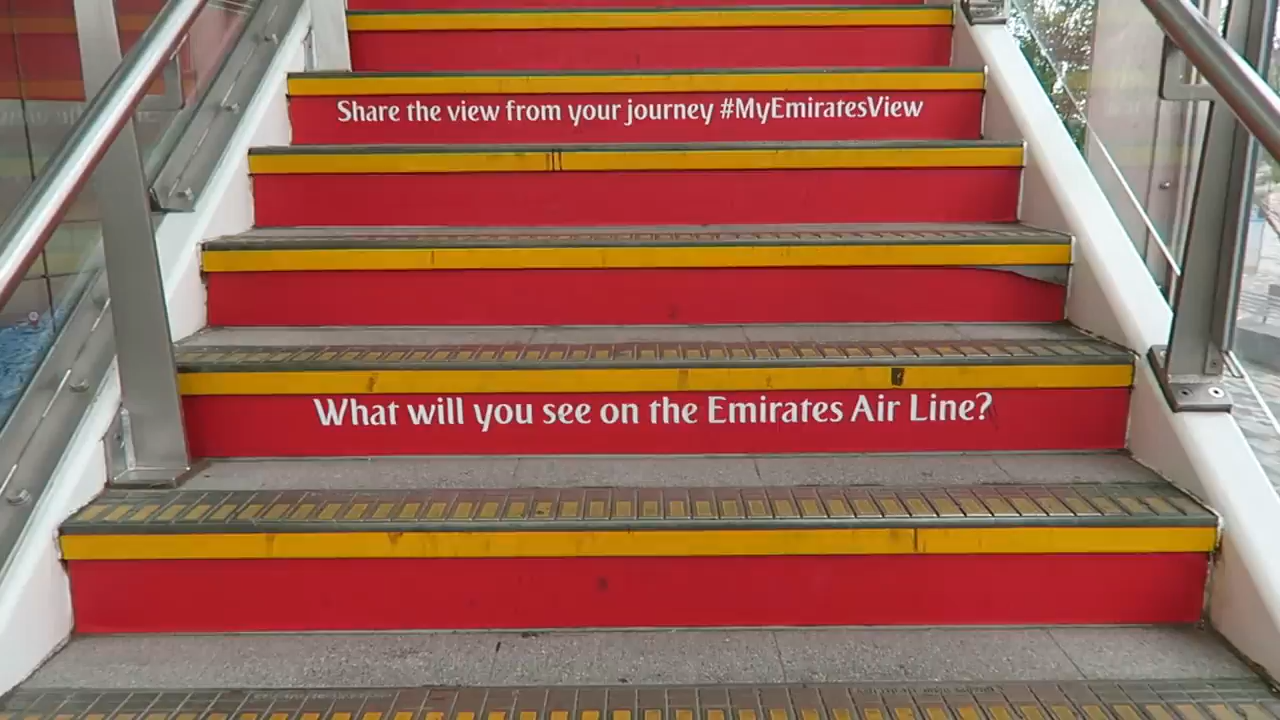 Share the view from your journey #MyEmiratesView
What will you see on the Emirates Air Line?